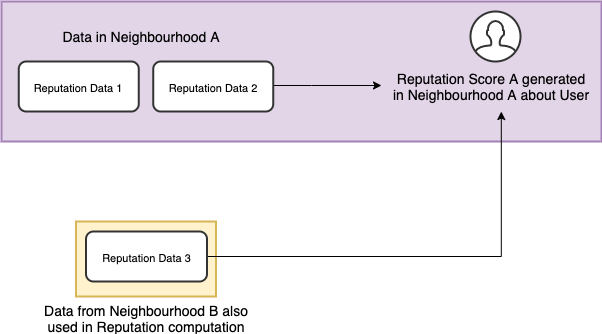 Data in Neighbourhood A
Reputation Data 1
Reputation Data 2
Reputation Score A generated
in Neighbourhood A about User
Reputation Data 3
Data from Neighbourhood B also
used in Reputation computation